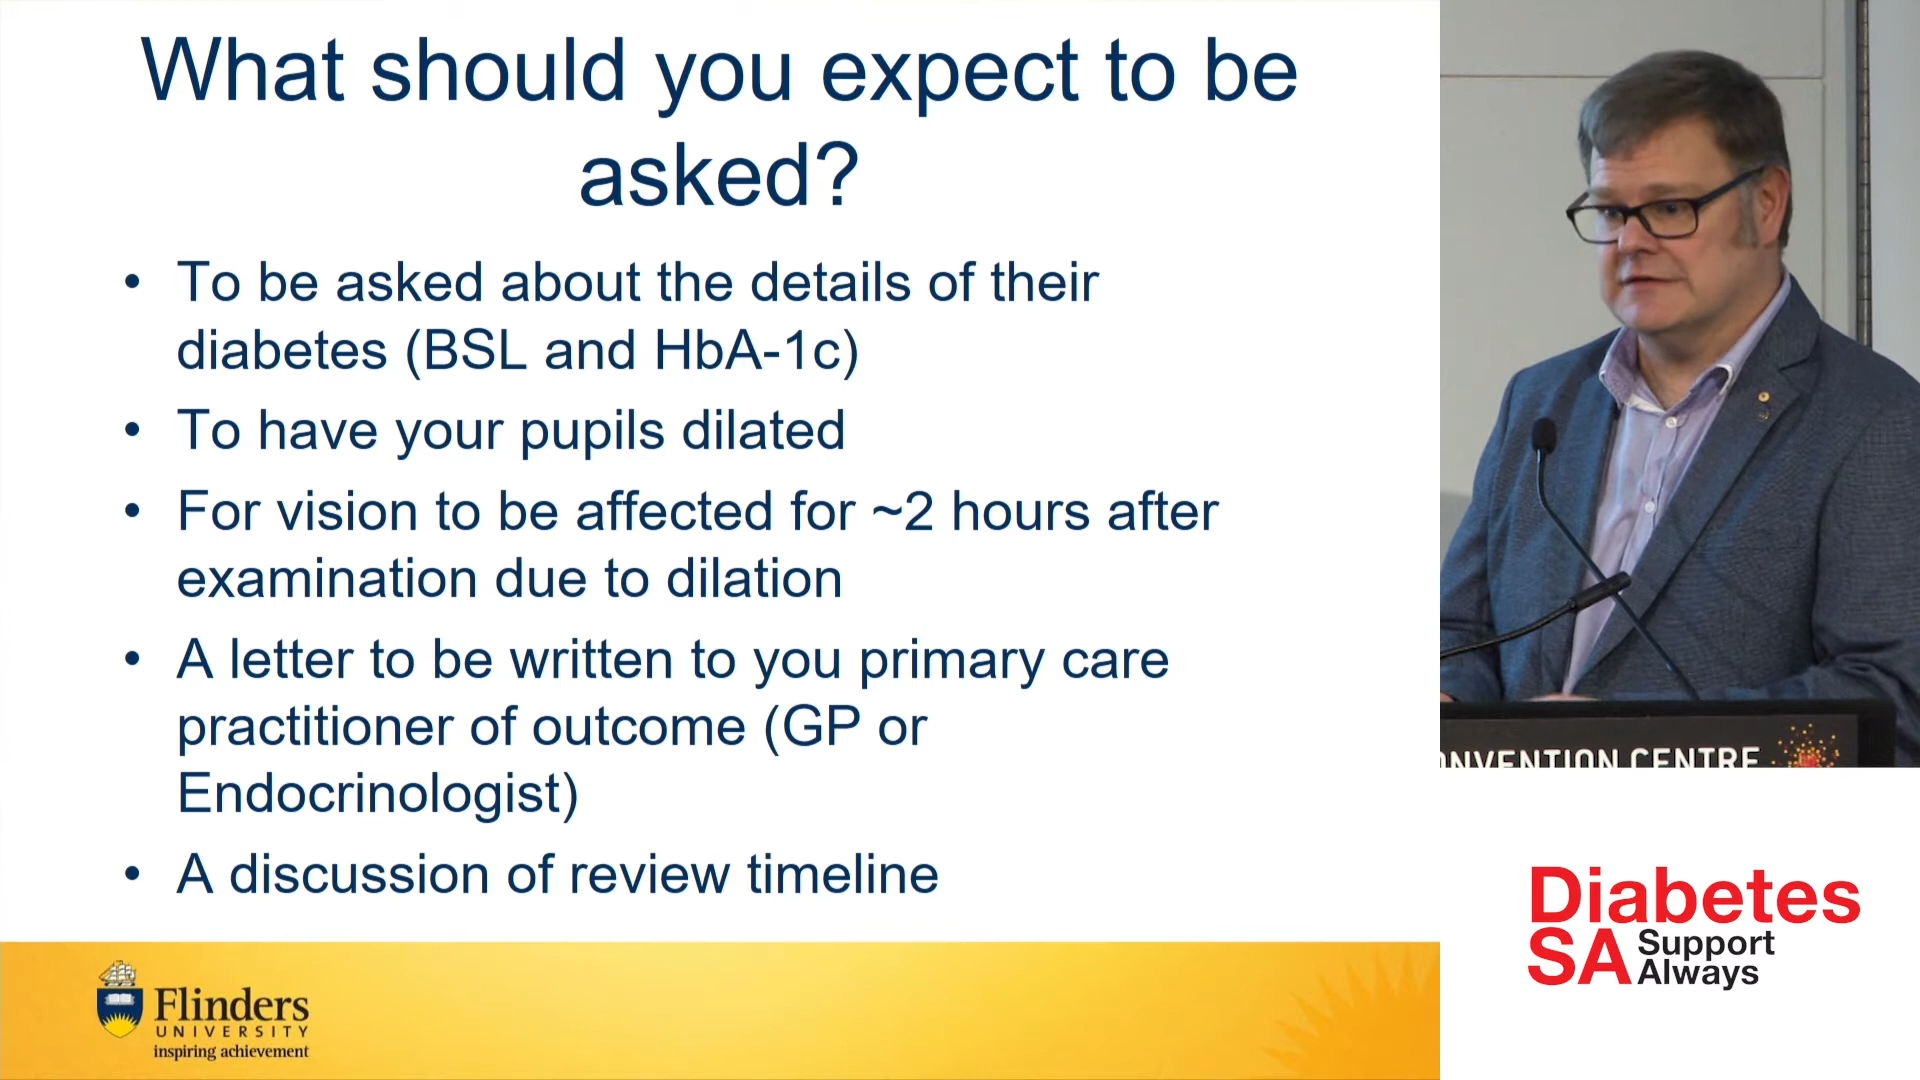 What should you expect to be
asked?
• To be asked about the details of their
diabetes (BSL and HbA-1c)
• To have your pupils dilated
• For vision to be affected for ~2 hours after
examination due to dilation
• A letter to be written to you primary care
practitioner of outcome (GP or
Endocrinologist)
• A discussion of review timeline
Flinders
UNIVERSITY
inspiring achievement
ONVENTION CENTRE
Diabetes
SA Support
Always